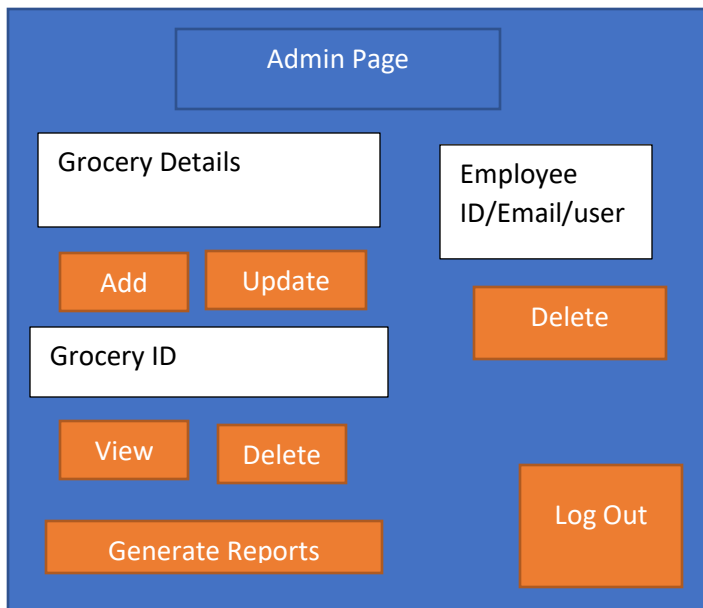 Admin Page
Grocery Details
Employee
ID/Email/user
Add
Update
Delete
Grocery ID
View
Delete
Log Out
Generate Reports